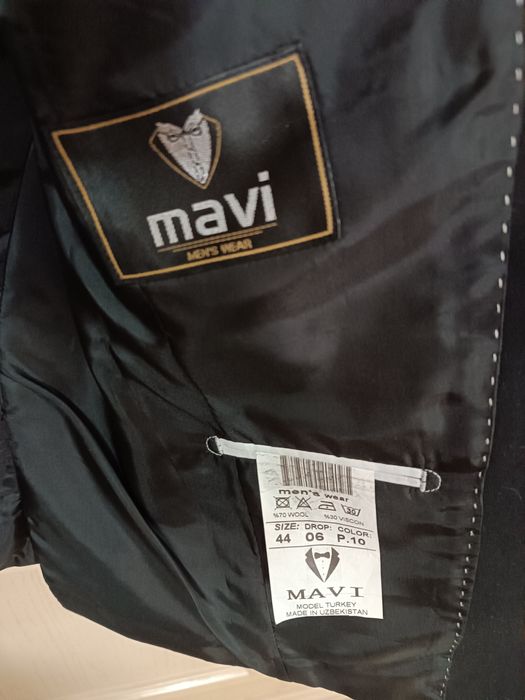 mavi
MEN'S WEAR
men's wear
30
%70 WOOL %30 VISCON
SIZE: DROP: COLOR:
44 06 P.10
MAVI
MODEL TURKEY
MADE IN UZBEKISTAN